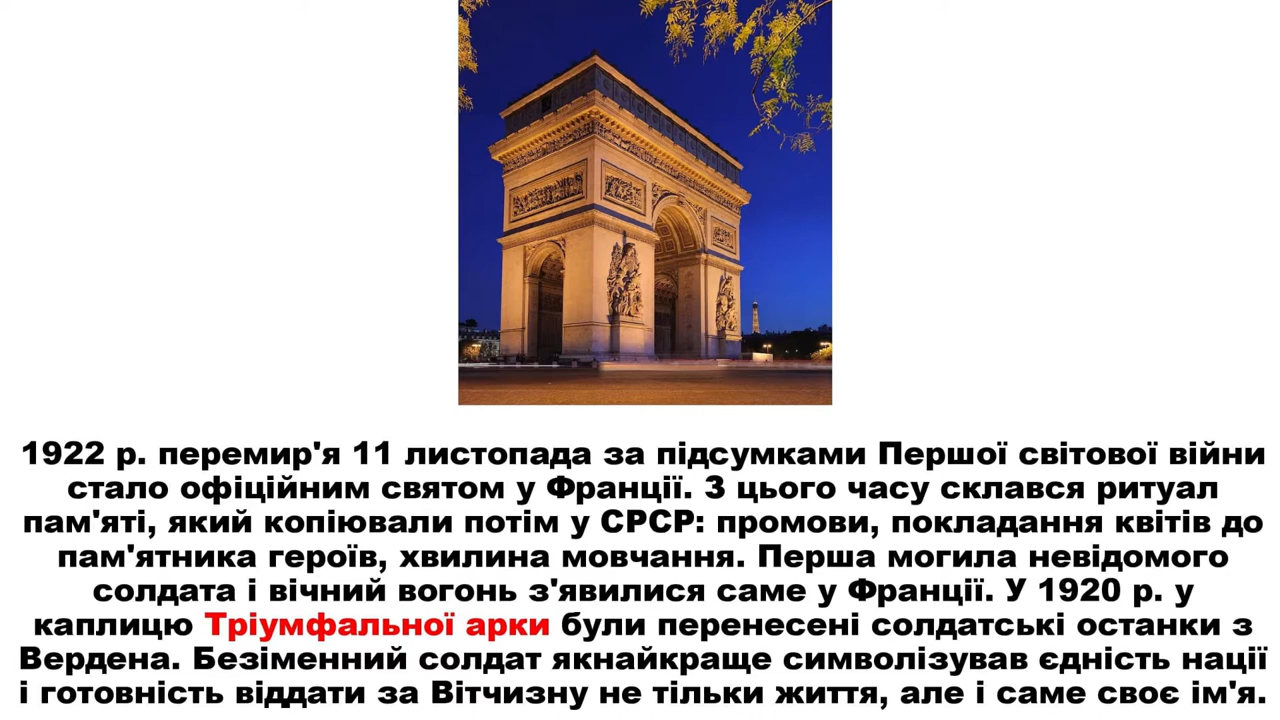 1922 р. перемир'я 11 листопада за підсумками Першої світової війни
стало офіційним святом у Франції. З цього часу склався ритуал
пам'яті, який копіювали потім у СРСР: промови, покладання квітів до
пам'ятника героїв, хвилина мовчання. Перша могила невідомого
солдата і вічний вогонь з'явилися саме у Франції. У 1920 р. у
каплицю Тріумфальної арки були перенесені солдатські останки з
Вердена. Безіменний солдат якнайкраще символізував єдність нації
і готовність віддати за Вітчизну не тільки життя, але і саме своє ім'я.